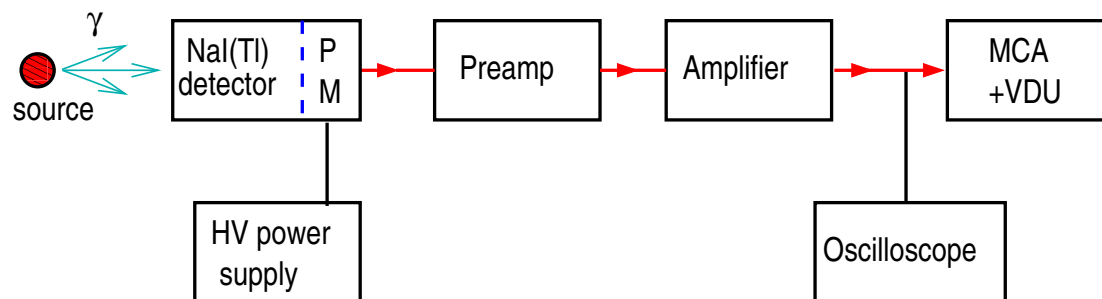 γ
source
NaI(Tl)
detector
P
M
Preamp
Amplifier
MCA
+VDU
HV power
supply
Oscilloscope